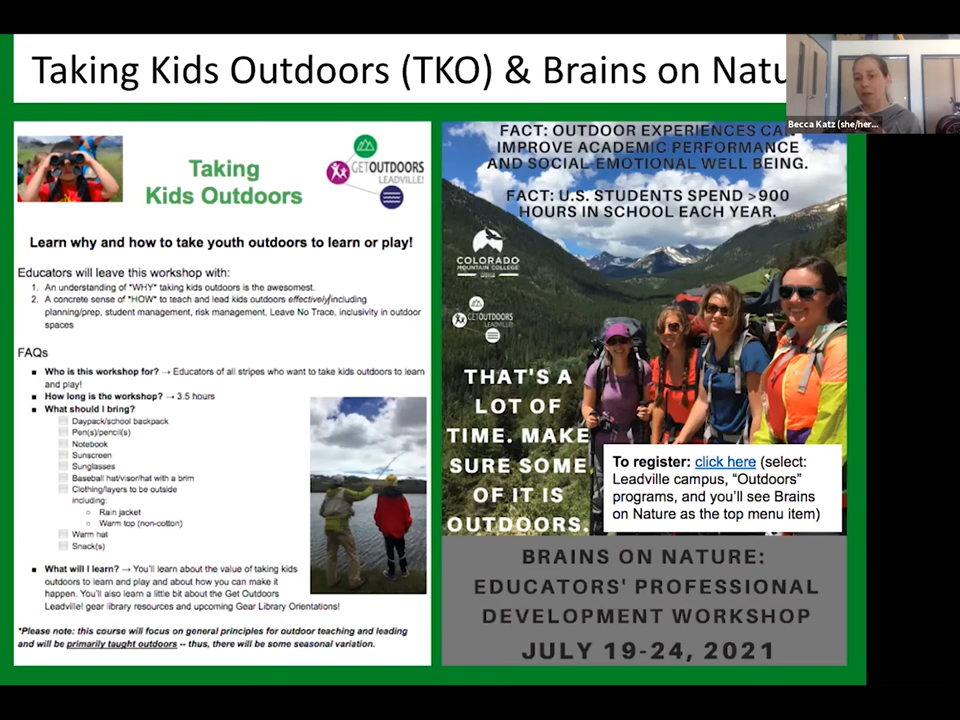 Taking Kids Outdoors (TKO) & Brains on Natu
Becca Katz (she/her...
Taking
Kids Outdoors
GETOUTDOORS
LEADVILLE!
Learn why and how to take youth outdoors to learn or play!
Educators will leave this workshop with:
1. An understanding of *WHY* taking kids outdoors is the awesomest.
2. A concrete sense of *HOW* to teach and lead kids outdoors effectively including
planning/prep, student management, risk management, Leave No Trace, inclusivity in outdoor
spaces
FAQs
Who is this workshop for? → Educators of all stripes who want to take kids outdoors to learn
and play!
How long is the workshop? → 3.5 hours
What should I bring?
Daypack/school backpack
Pen(s)/pencil(s)
Notebook
Sunscreen
Sunglasses
Baseball hat/visor/hat with a brim
Clothing/layers to be outside
including:
Rain jacket
Warm top (non-cotton)
Warm hat
Snack(s)
What will I learn? → You'll learn about the value of taking kids
outdoors to learn and play and about how you can make it
happen. You'll also learn a little bit about the Get Outdoors
Leadville! gear library resources and upcoming Gear Library Orientations!
*Please note: this course will focus on general principles for outdoor teaching and leading
and will be primarily taught outdoors -- thus, there will be some seasonal variation.
FACT: OUTDOOR EXPERIENCES CAN
IMPROVE ACADEMIC PERFORMANCE
AND SOCIAL-EMOTIONAL WELL BEING.
FACT: U.S. STUDENTS SPEND >900
HOURS IN SCHOOL EACH YEAR.
COLORADO
MOUNTAIN COLLEGE
GETOUTDOORS
LEADVILLE!
THAT'S A
LOT OF
TIME. MAKE
SURE SOME
OF IT IS
OUTDOORS.
To register: click here (select:
Leadville campus, "Outdoors"
programs, and you'll see Brains
on Nature as the top menu item)
BRAINS ON NATURE:
EDUCATORS' PROFESSIONAL
DEVELOPMENT WORKSHOP
JULY 19-24, 2021